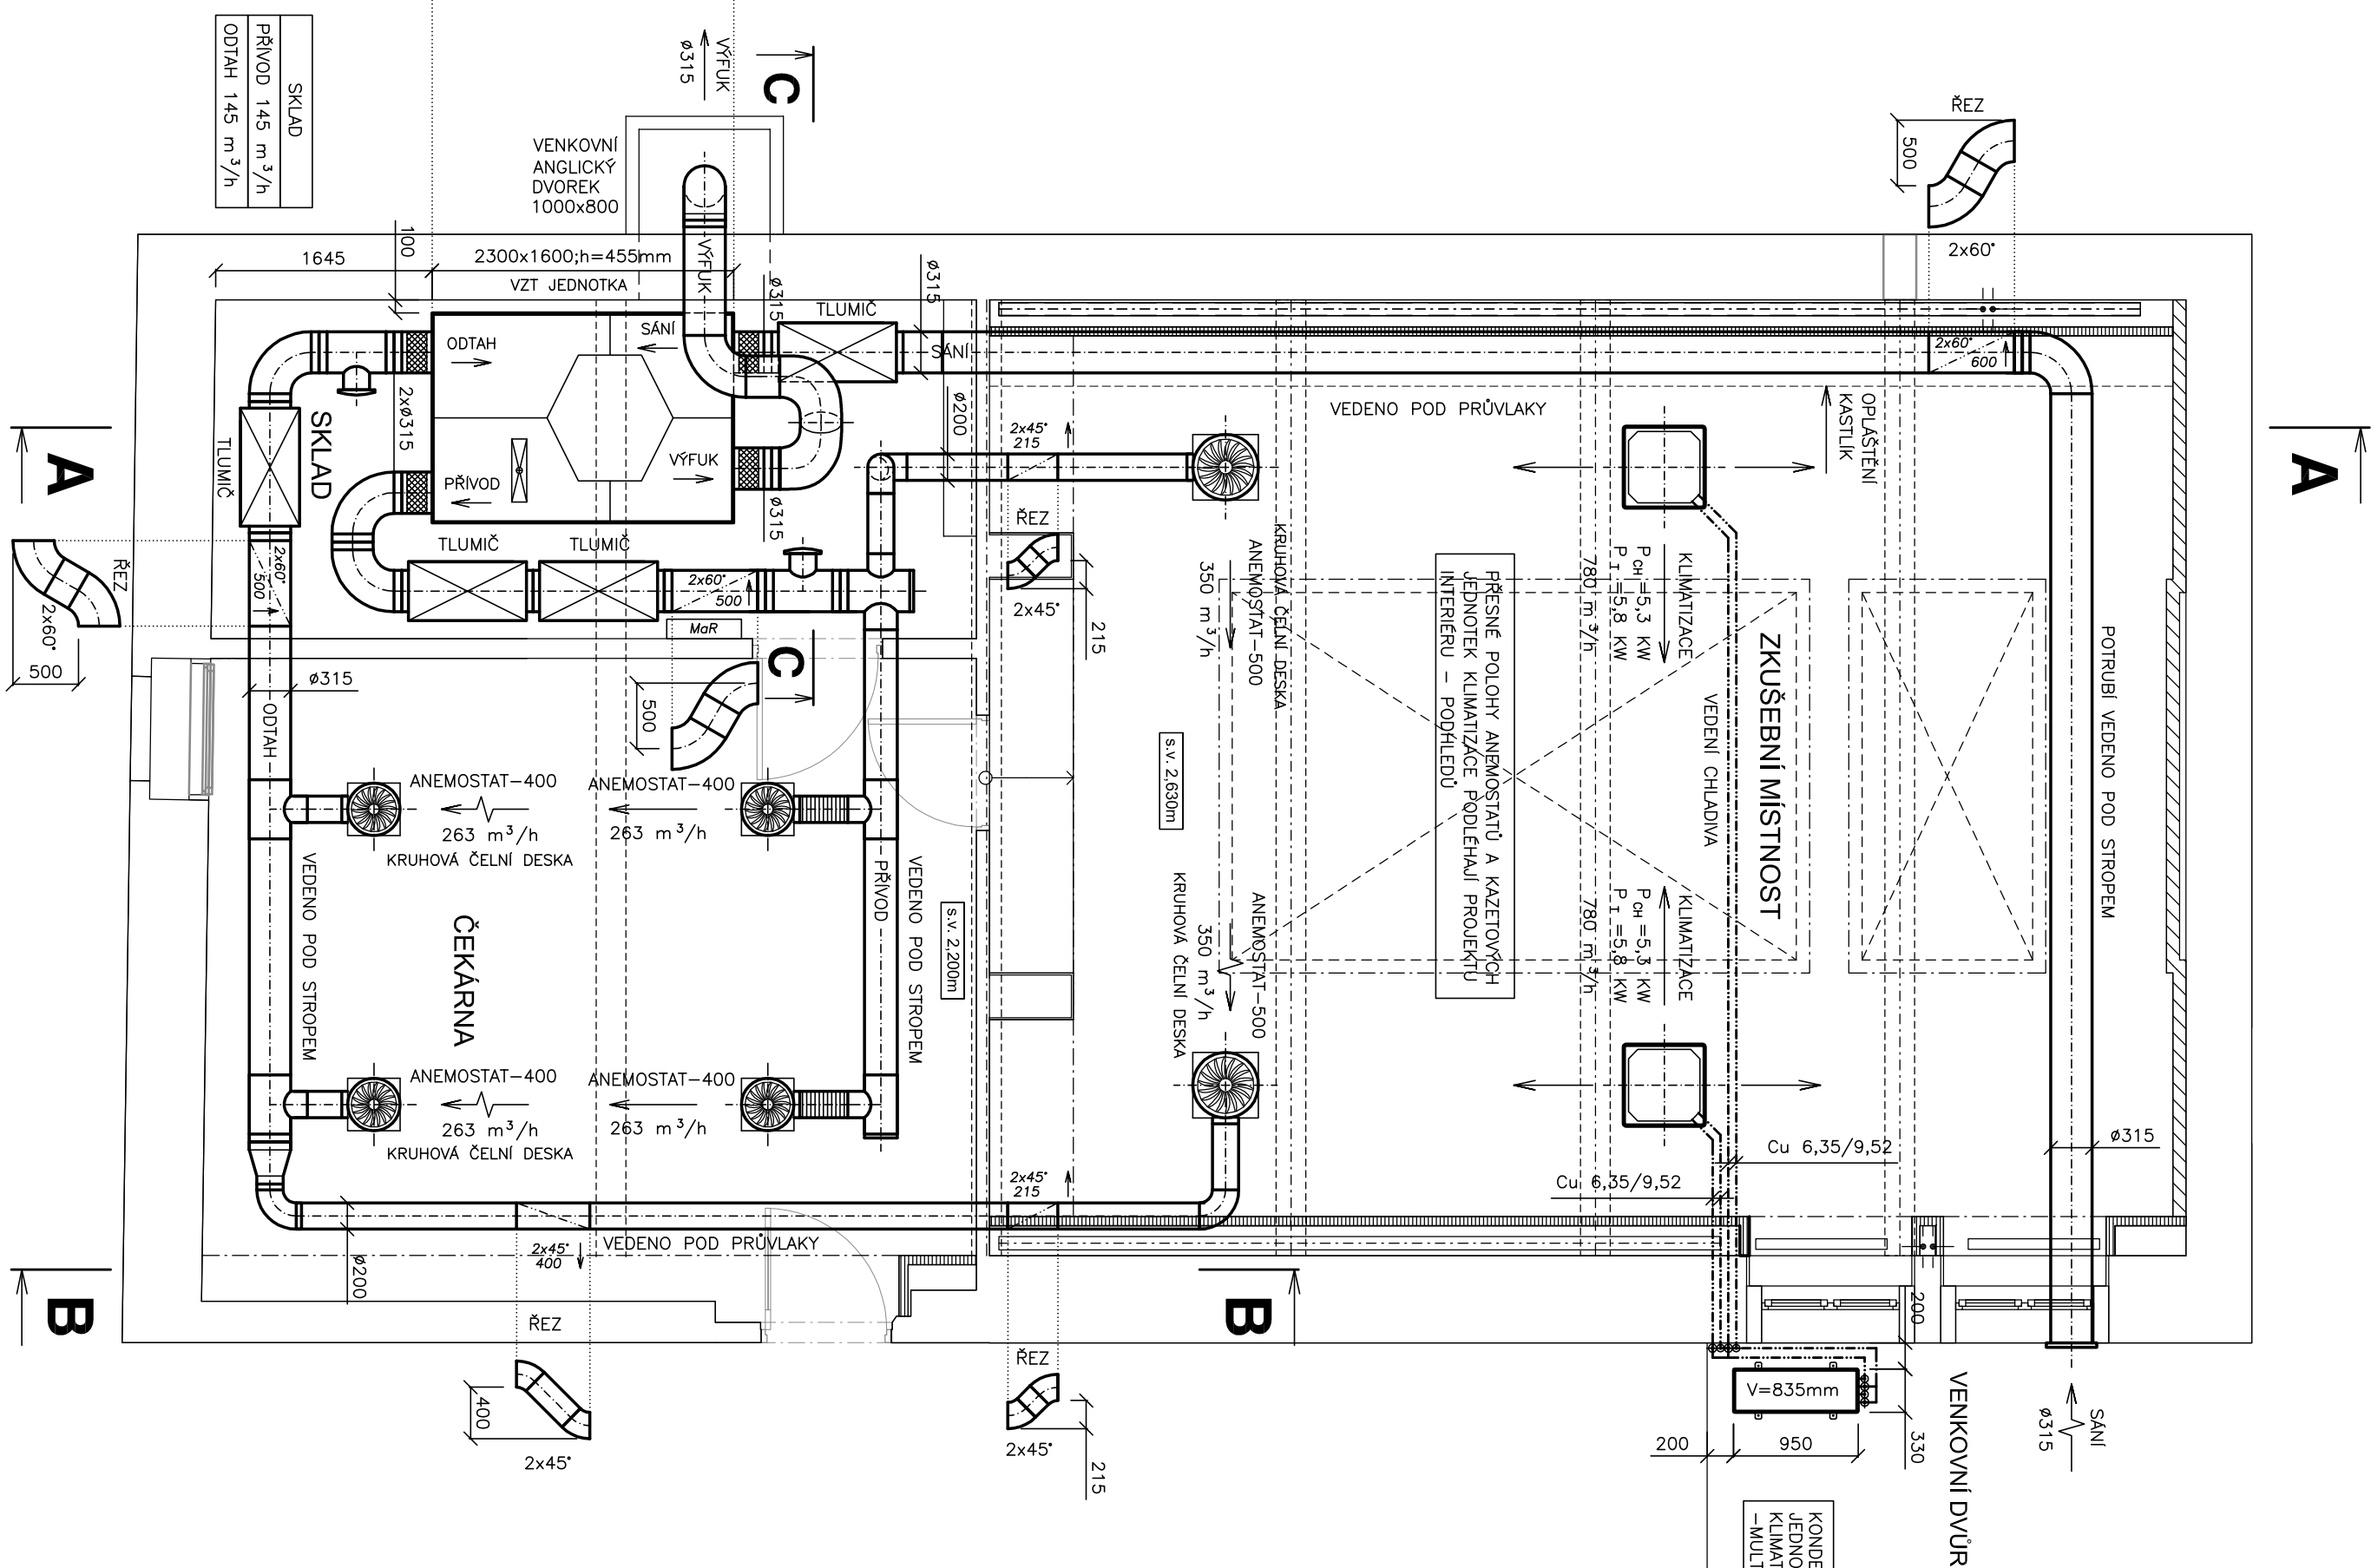 SKLAD
PŘÍVOD 145 m³/h
ODTAH 145 m³/h
VÝFUK
ø315
C
VENKOVNÍ
ANGLICKÝ
DVOREK
1000x800
ŘEZ
500
2x60°
100
1645
2300x1600;h=455mm
VZT JEDNOTKA
VÝFUK
ø315
ø315
TLUMIČ
ODTAH
SÁNÍ
SÁNÍ
2x60°
600
2xø315
PŘÍVOD
VÝFUK
ø315
ø200
2x45°
215
VEDENO POD PRŮVLAKY
OPLÁŠTĚNÍ
KASTLÍK
A
A
TLUMIČ
SKLAD
TLUMIČ
TLUMIČ
2x60°
500
2x60°
500
MaR
C
ŘEZ
2x60°
500
ŘEZ
2x45°
215
KRUHOVÁ ČELNÍ DESKA
ANEMOSTAT-500
350 m³/h
PŘESNÉ POLOHY ANEMOSTATŮ A KAZETOVÝCH
JEDNOTEK KLIMATIZACE PODLÉHAJÍ PROJEKTU
INTERIÉRU - PODHLEDŮ
KLIMATIZACE
P CH =5,3 KW
P I =5,8 KW
780 m³/h
ZKUŠEBNÍ MÍSTNOST
VEDENÍ CHLADIVA
POTRUBÍ VEDENO POD STROPEM
ø315
ODTAH
500
s.v. 2,630m
ANEMOSTAT-400
263 m³/h
KRUHOVÁ ČELNÍ DESKA
ANEMOSTAT-400
263 m³/h
VEDENO POD STROPEM
ČEKÁRNA
PŘÍVOD
VEDENO POD STROPEM
s.v. 2,200m
ANEMOSTAT-500
350 m³/h
KRUHOVÁ ČELNÍ DESKA
KLIMATIZACE
P CH =5,3 KW
P I =5,8 KW
780 m³/h
ANEMOSTAT-400
263 m³/h
KRUHOVÁ ČELNÍ DESKA
ANEMOSTAT-400
263 m³/h
Cu 6,35/9,52
Cu 6,35/9,52
ø315
2x45°
215
VEDENO POD PRŮVLAKY
2x45°
400
ø200
B
B
ŘEZ
400
2x45°
ŘEZ
2x45°
215
200
V=835mm
200
950
330
VENKOVNÍ DVŮR
SÁNÍ
ø315
KONDE
JEDNO
KLIMAT
-MULT